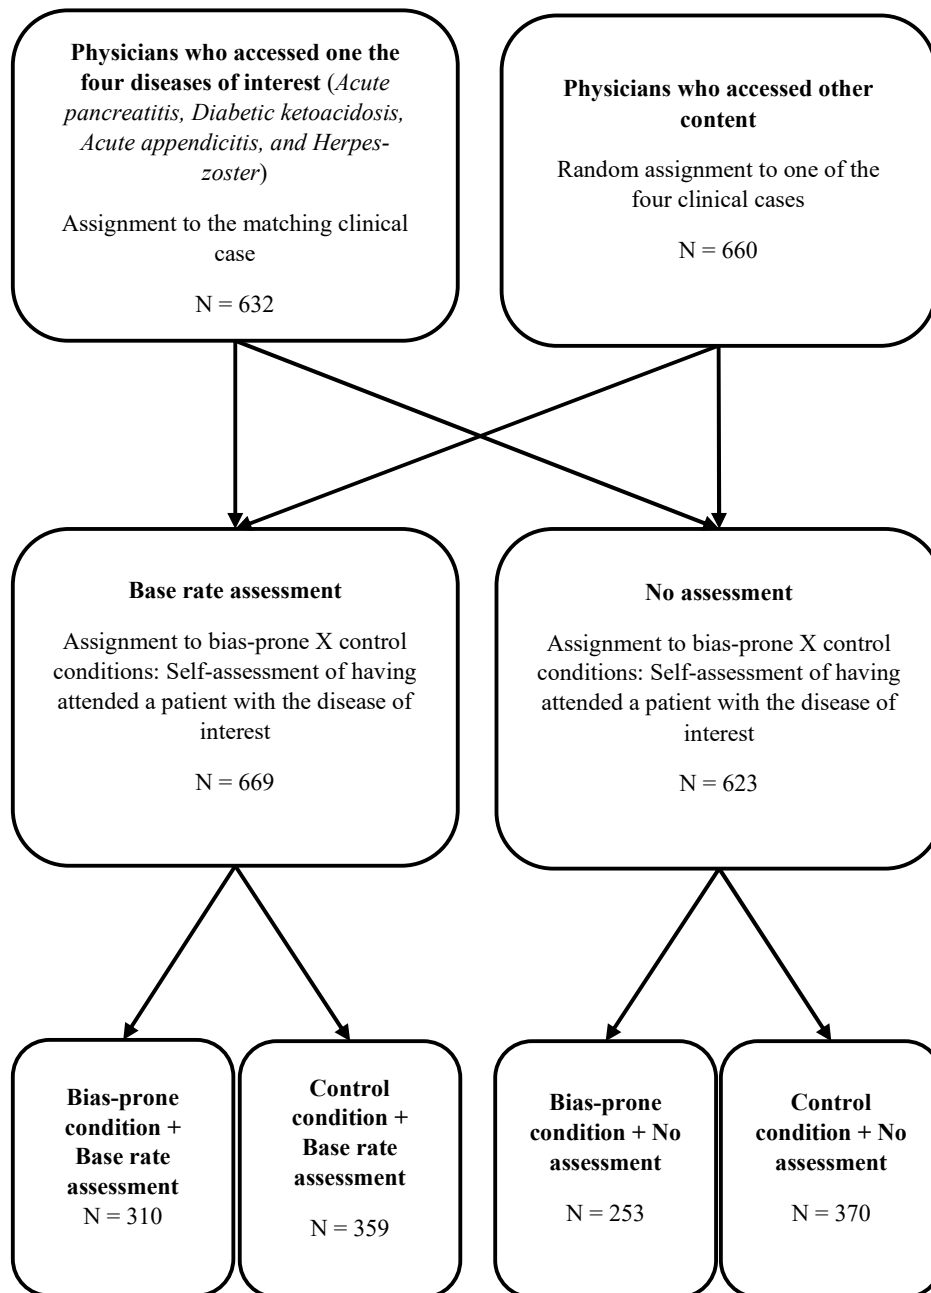 Physicians who accessed one the
four diseases of interest (Acute
pancreatitis, Diabetic ketoacidosis,
Acute appendicitis, and Herpes-
zoster)
Assignment to the matching clinical
case
N = 632
Physicians who accessed other
content
Random assignment to one of the
four clinical cases
N = 660
Base rate assessment
Assignment to bias-prone X control
conditions: Self-assessment of having
attended a patient with the disease of
interest
N = 669
No assessment
Assignment to bias-prone X control
conditions: Self-assessment of having
attended a patient with the disease of
interest
N = 623
Bias-prone
condition +
Base rate
assessment
N = 310
Control
condition +
Base rate
assessment
N = 359
Bias-prone
condition + No
assessment
N = 253
Control
condition + No
assessment
N = 370